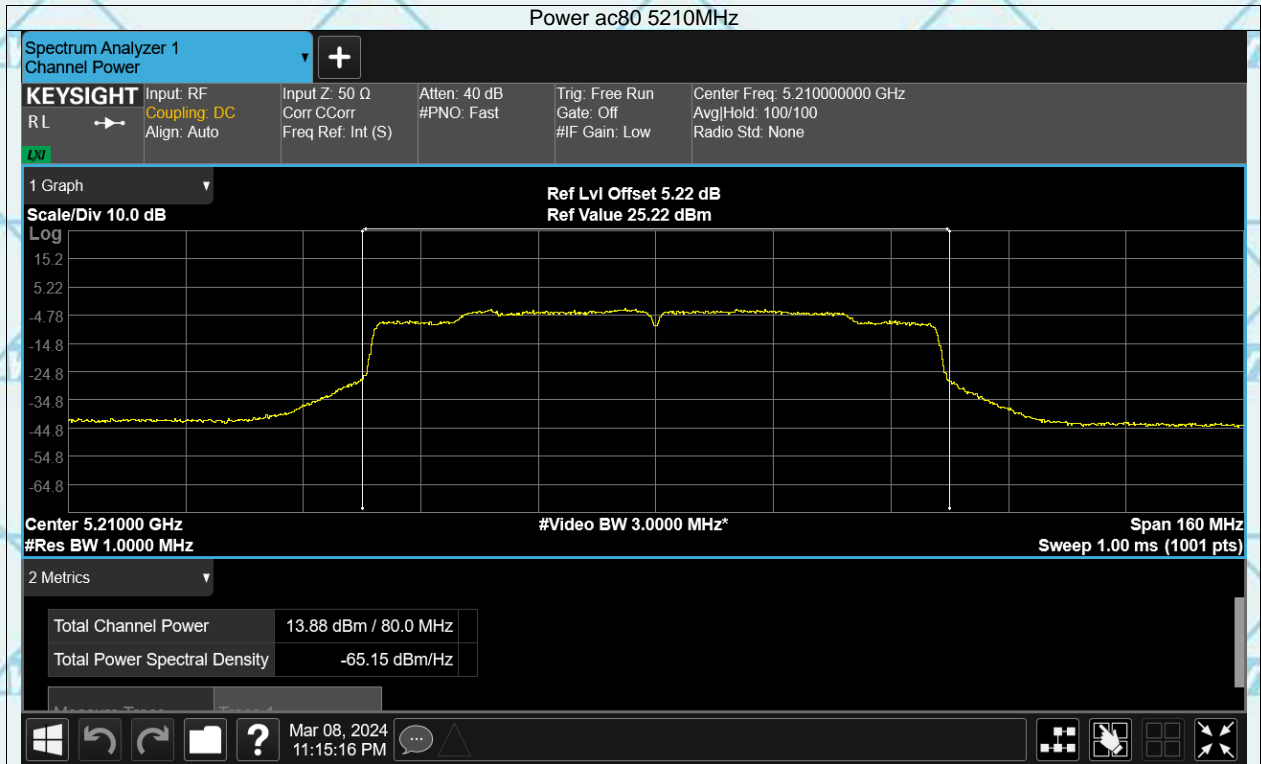 Power ac80 5210MHz
Spectrum Analyzer 1
Channel Power
KEYSIGHT
R L
LXI
Input: RF
Coupling: DC
Align: Auto
Input Z: 50 Ω
Corr CCorr
Freq Ref: Int (S)
Atten: 40 dB
#PNO: Fast
Trig: Free Run
Gate: Off
#IF Gain: Low
Center Freq: 5.210000000 GHz
Avg|Hold: 100/100
Radio Std: None
1 Graph
Scale/Div 10.0 dB
Ref Lvl Offset 5.22 dB
Ref Value 25.22 dBm
Log
15.2
5.22
-4.78
-14.8
-24.8
-34.8
-44.8
-54.8
-64.8
Center 5.21000 GHz
#Video BW 3.0000 MHz*
Span 160 MHz
#Res BW 1.0000 MHz
Sweep 1.00 ms (1001 pts)
2 Metrics
Total Channel Power 13.88 dBm / 80.0 MHz
Total Power Spectral Density -65.15 dBm/Hz
Measure Trace Trace 1
Mar 08, 2024
11:15:16 PM